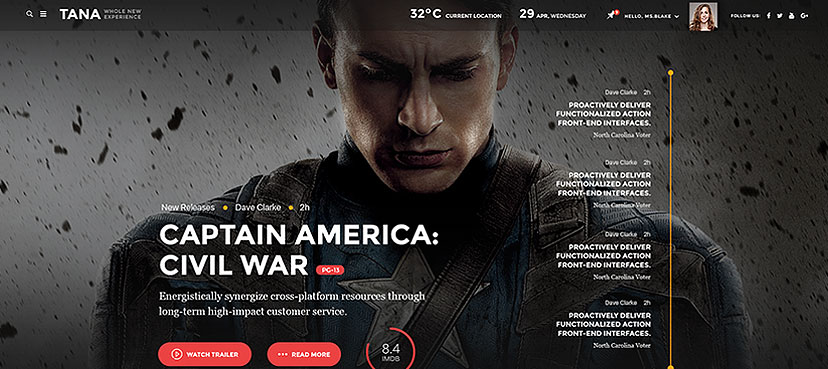 TANA WHOLE NEW EXPERIENCE
32°C CURRENT LOCATION
29 APR, WEDNESDAY
HELLO, MS.BLAKE
FOLLOW US:
New Releases Dave Clarke 2h
CAPTAIN AMERICA:
CIVIL WAR PG-13
Energistically synergize cross-platform resources through
long-term high-impact customer service.
WATCH TRAILER
READ MORE
8.4
IMDB
Dave Clarke 2h
PROACTIVELY DELIVER
FUNCTIONALIZED ACTION
FRONT-END INTERFACES.
North Carolina Voter
Dave Clarke 2h
PROACTIVELY DELIVER
FUNCTIONALIZED ACTION
FRONT-END INTERFACES.
North Carolina Voter
Dave Clarke 2h
PROACTIVELY DELIVER
FUNCTIONALIZED ACTION
FRONT-END INTERFACES.
North Carolina Voter
Dave Clarke 2h
PROACTIVELY DELIVER
FUNCTIONALIZED ACTION
FRONT-END INTERFACES.
North Carolina Voter